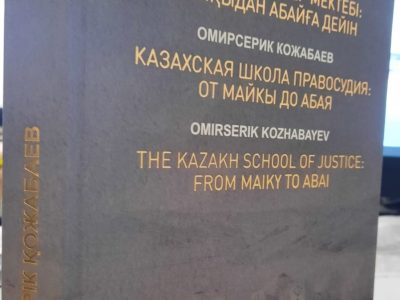 МЕКТЕБІ:
АБАЙҒА ДЕЙІН
ОМИРСЕРИК КОЖАБАЕВ
КАЗАХСКАЯ ШКОЛА ПРАВОСУДИЯ:
ОТ МАЙКЫ ДО АБАЯ
OMIRSERIK KOZHABAYEV
THE KAZAKH SCHOOL OF JUSTICE:
FROM MAIKY TO ABAI
ҚОЖАБАЕВ